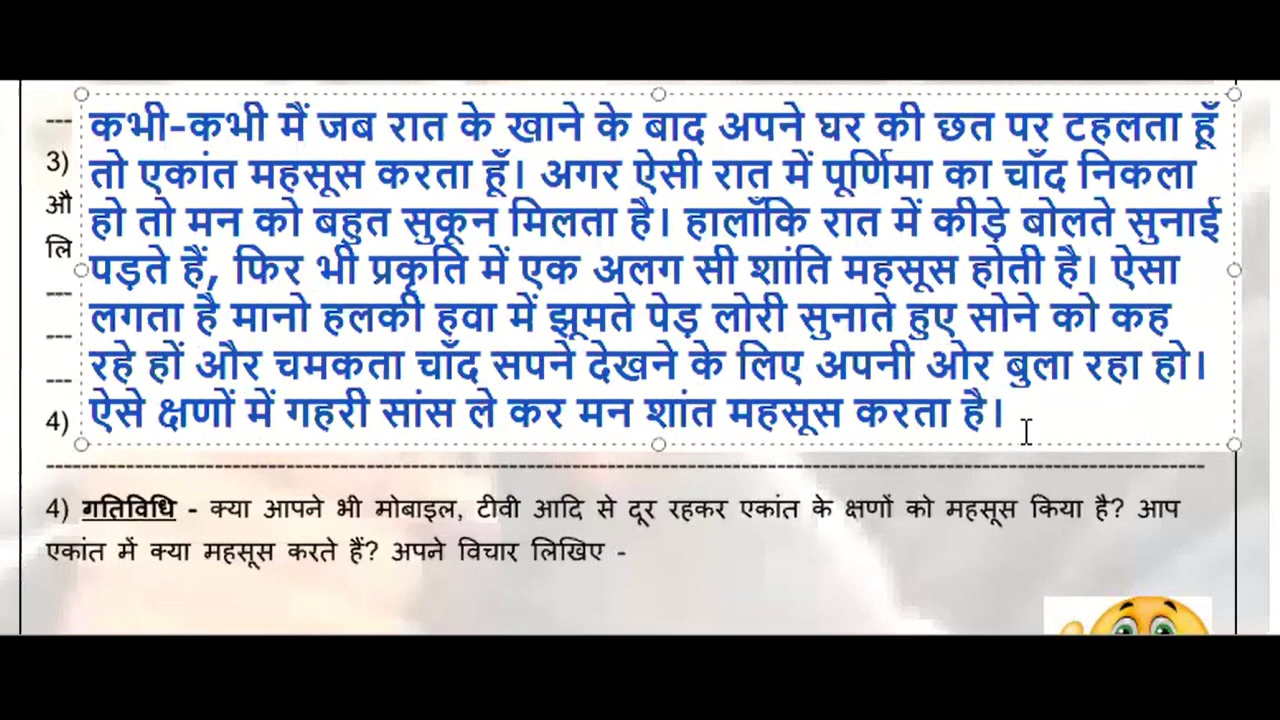 ---
कभी-कभी मैं जब रात के खाने के बाद अपने घर की छत पर टहलता हूँ
3)
तो एकांत महसूस करता हूँ। अगर ऐसी रात में पूर्णिमा का चाँद निकला
औ
हो तो मन को बहुत सुकून मिलता है। हालाँकि रात में कीड़े बोलते सुनाई
लि
पड़ते हैं, फिर भी प्रकृति में एक अलग सी शांति महसूस होती है। ऐसा
---
लगता है मानो हलकी हवा में झूमते पेड़ लोरी सुनाते हुए सोने को कह
---
रहे हों और चमकता चाँद सपने देखने के लिए अपनी ओर बुला रहा हो।
---
ऐसे क्षणों में गहरी सांस ले कर मन शांत महसूस करता है।
4)
4) गतिविधि - क्या आपने भी मोबाइल, टीवी आदि से दूर रहकर एकांत के क्षणों को महसूस किया है? आप
एकांत में क्या महसूस करते हैं? अपने विचार लिखिए -